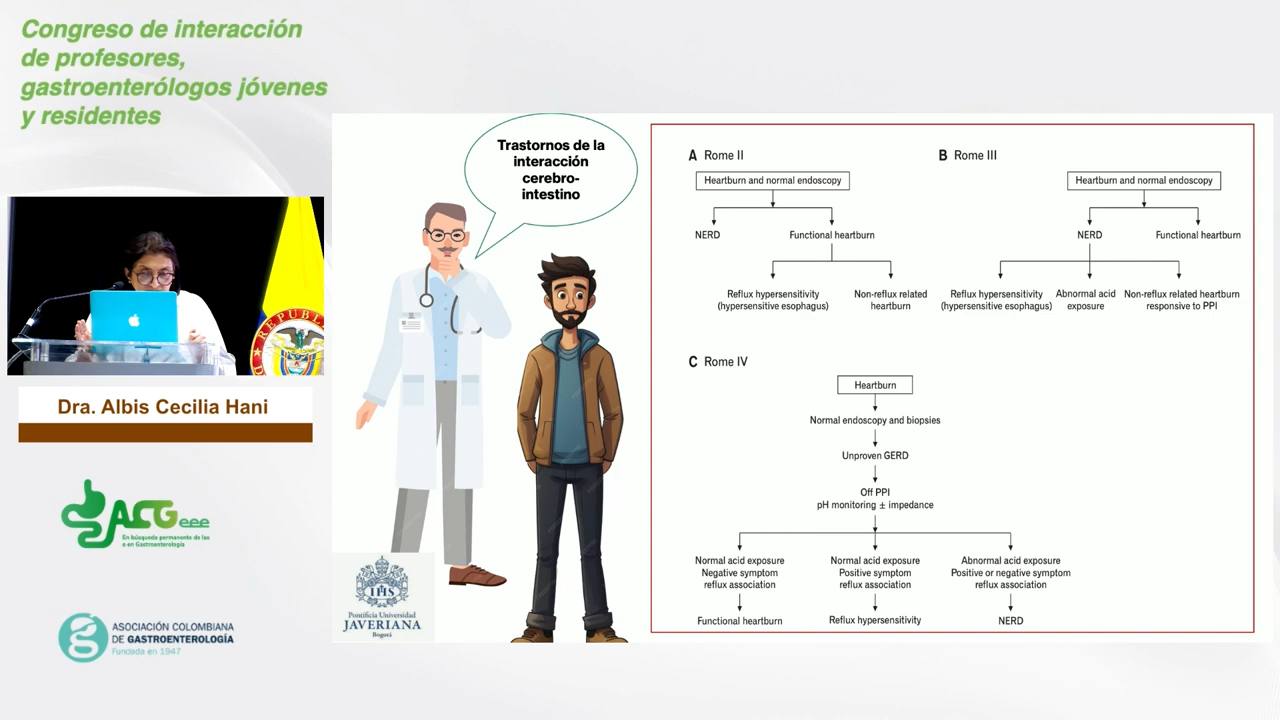 Congreso de interacción
de profesores,
gastroenterólogos jóvenes
y residentes
REPUBLI
Dra. Albis Cecilia Hani
ACG eee
En búsqueda permanente de las
e en Gastroenterología
ASOCIACIÓN COLOMBIANA
DE GASTROENTEROLOGÍA
Fundada en 1947
Trastornos de la
interacción
cerebro-
intestino
IHS
Pontificia Universidad
JAVERIANA
Bogotá
A Rome II
Heartburn and normal endoscopy
NERD
Functional heartburn
Reflux hypersensitivity
(hypersensitive esophagus)
Non-reflux related
heartburn
B Rome III
Heartburn and normal endoscopy
NERD
Functional heartburn
Reflux hypersensitivity
(hypersensitive esophagus)
Abnormal acid
exposure
Non-reflux related heartburn
responsive to PPI
C Rome IV
Heartburn
Normal endoscopy and biopsies
Unproven GERD
Off PPI
pH monitoring ± impedance
Normal acid exposure
Negative symptom
reflux association
Functional heartburn
Normal acid exposure
Positive symptom
reflux association
Reflux hypersensitivity
Abnormal acid exposure
Positive or negative symptom
reflux association
NERD